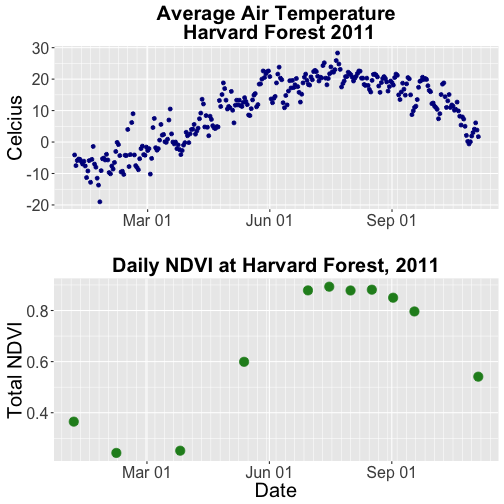 Average Air Temperature
Harvard Forest 2011
Celcius
30
20
10
0
-10
-20
Mar 01 Jun 01 Sep 01
Daily NDVI at Harvard Forest, 2011
Total NDVI
0.8
0.6
0.4
Mar 01 Jun 01 Sep 01
Date